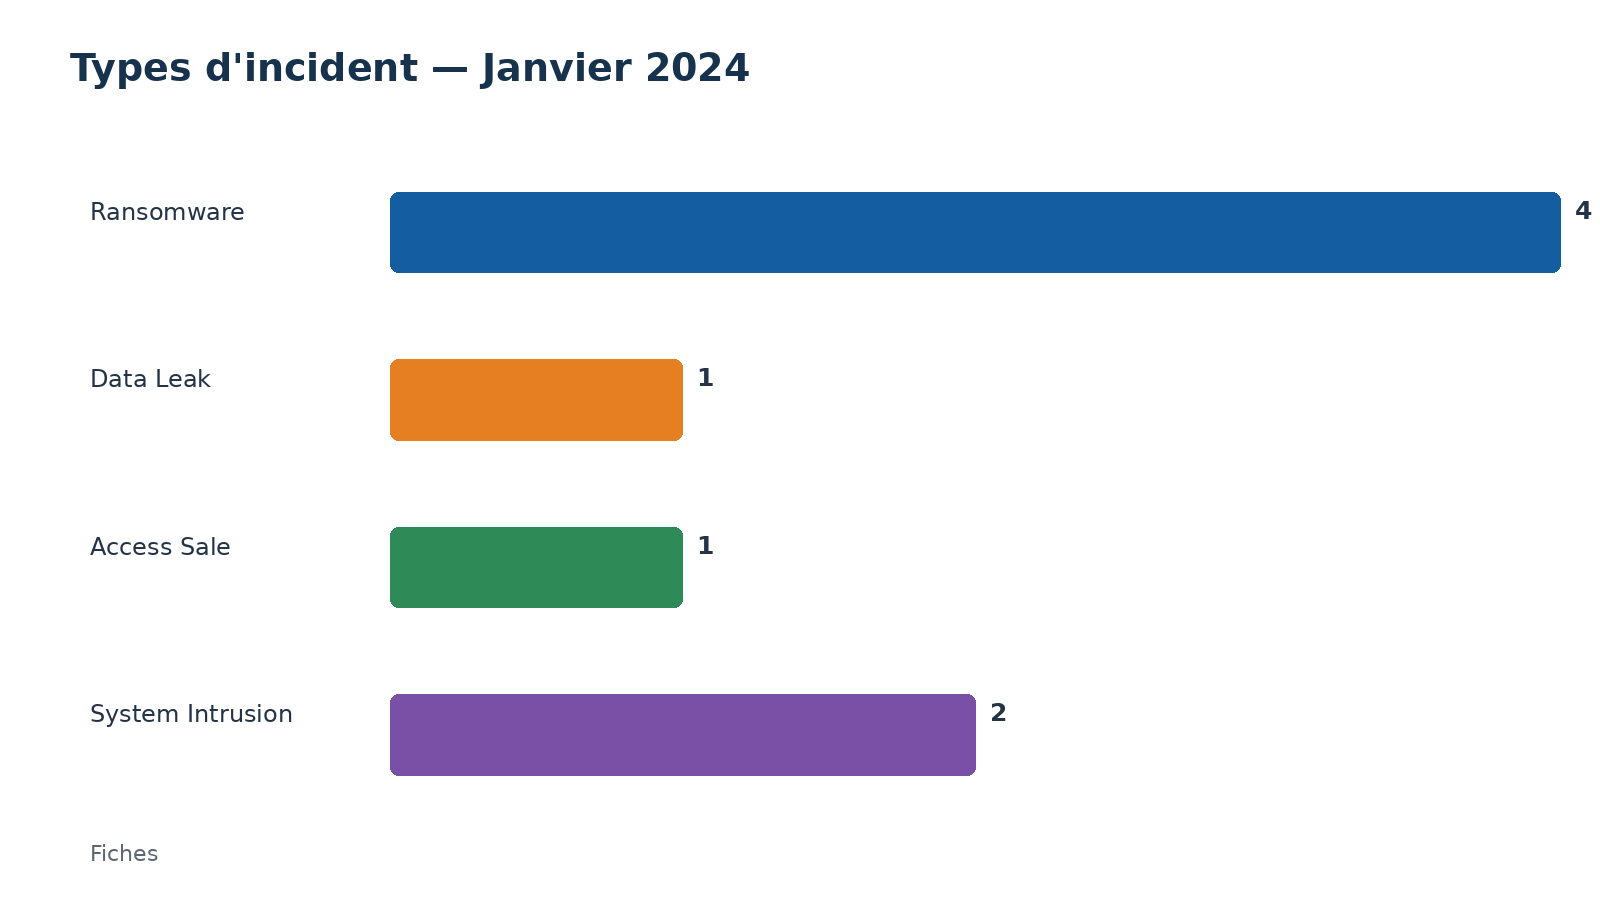 Types d'incident — Janvier 2024
Ransomware 4
Data Leak 1
Access Sale 1
System Intrusion 2
Fiches